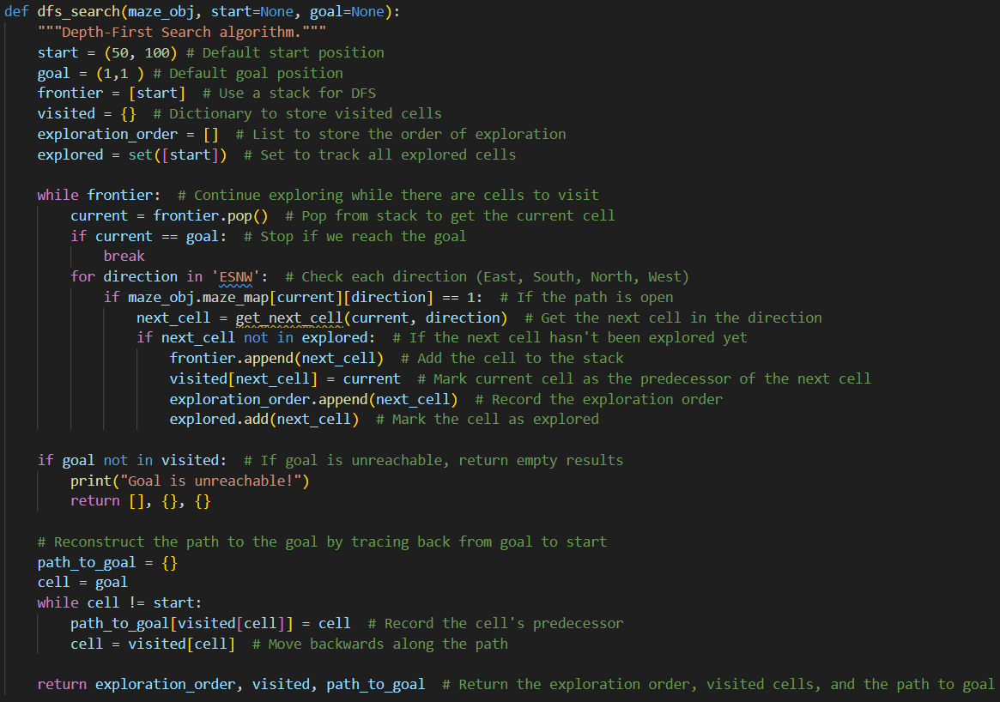 def dfs_search(maze_obj, start=None, goal=None):
    """Depth-First Search algorithm."""
    start = (50, 100) # Default start position
    goal = (1,1 ) # Default goal position
    frontier = [start]  # Use a stack for DFS
    visited = {}  # Dictionary to store visited cells
    exploration_order = []  # List to store the order of exploration
    explored = set([start])  # Set to track all explored cells

    while frontier:  # Continue exploring while there are cells to visit
        current = frontier.pop()  # Pop from stack to get the current cell
        if current == goal:  # Stop if we reach the goal
            break
        for direction in 'ESNW':  # Check each direction (East, South, North, West)
            if maze_obj.maze_map[current][direction] == 1:  # If the path is open
                next_cell = get_next_cell(current, direction)  # Get the next cell in the direction
                if next_cell not in explored:  # If the next cell hasn't been explored yet
                    frontier.append(next_cell)  # Add the cell to the stack
                    visited[next_cell] = current  # Mark current cell as the predecessor of the next cell
                    exploration_order.append(next_cell)  # Record the exploration order
                    explored.add(next_cell)  # Mark the cell as explored

    if goal not in visited:  # If goal is unreachable, return empty results
        print("Goal is unreachable!")
        return [], {}, {}

    # Reconstruct the path to the goal by tracing back from goal to start
    path_to_goal = {}
    cell = goal
    while cell != start:
        path_to_goal[visited[cell]] = cell  # Record the cell's predecessor
        cell = visited[cell]  # Move backwards along the path

    return exploration_order, visited, path_to_goal  # Return the exploration order, visited cells, and the path to goal